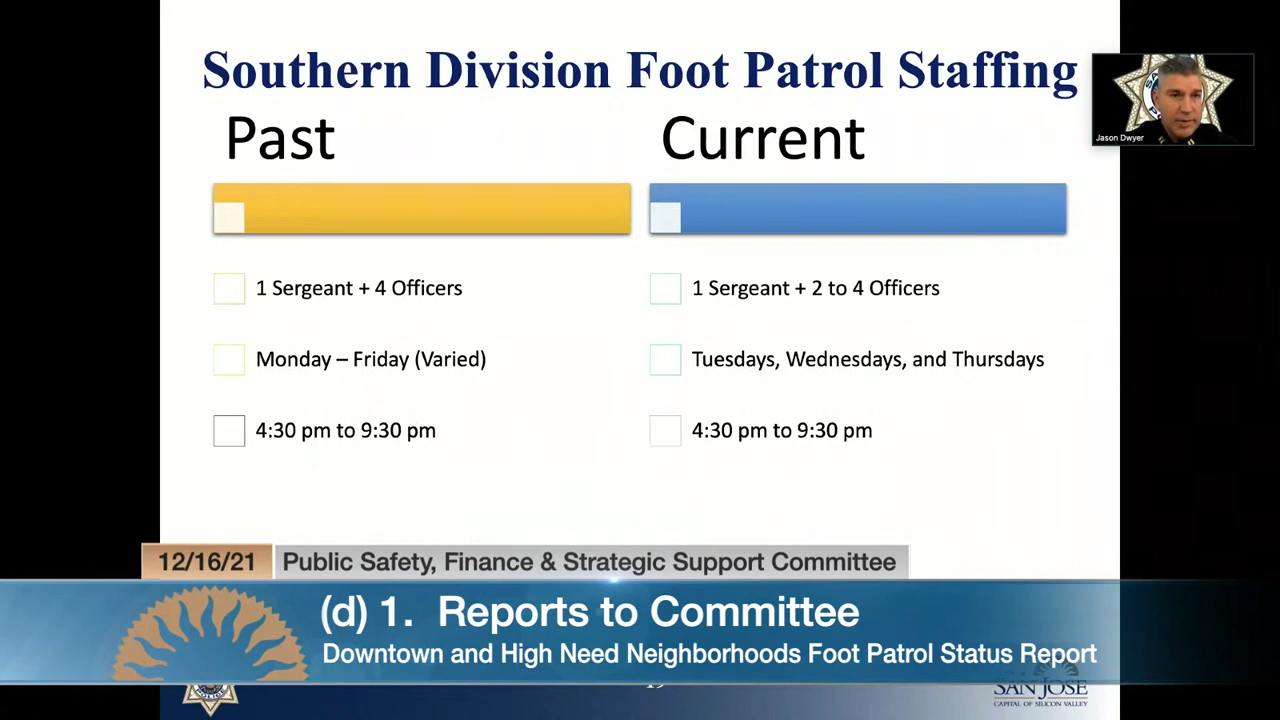 Southern Division Foot Patrol Staffing
Past
Current
1 Sergeant + 4 Officers
Monday – Friday (Varied)
4:30 pm to 9:30 pm
1 Sergeant + 2 to 4 Officers
Tuesdays, Wednesdays, and Thursdays
4:30 pm to 9:30 pm
Jason Dwyer
12/16/21
Public Safety, Finance & Strategic Support Committee
(d) 1. Reports to Committee
Downtown and High Need Neighborhoods Foot Patrol Status Report
POLICE
SAN JOSE
CAPITAL OF SILICON VALLEY